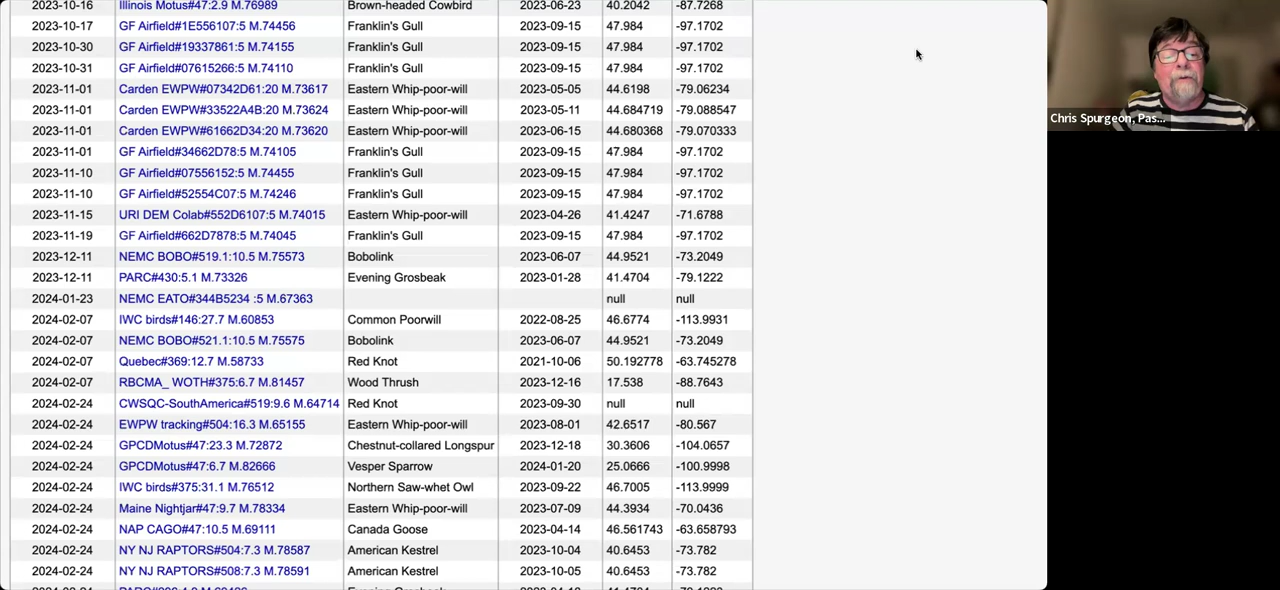 2023-10-16 Illinois Motus#47:2.9 M.76989 Brown-headed Cowbird 2023-06-23 40.2042 -87.7268
2023-10-17 GF Airfield#1E556107:5 M.74456 Franklin's Gull 2023-09-15 47.984 -97.1702
2023-10-30 GF Airfield#19337861:5 M.74155 Franklin's Gull 2023-09-15 47.984 -97.1702
2023-10-31 GF Airfield#07615266:5 M.74110 Franklin's Gull 2023-09-15 47.984 -97.1702
2023-11-01 Carden EWPW#07342D61:20 M.73617 Eastern Whip-poor-will 2023-05-05 44.6198 -79.06234
2023-11-01 Carden EWPW#33522A4B:20 M.73624 Eastern Whip-poor-will 2023-05-11 44.684719 -79.088547
2023-11-01 Carden EWPW#61662D34:20 M.73620 Eastern Whip-poor-will 2023-06-15 44.680368 -79.070333
2023-11-01 GF Airfield#34662D78:5 M.74105 Franklin's Gull 2023-09-15 47.984 -97.1702
2023-11-10 GF Airfield#07556152:5 M.74455 Franklin's Gull 2023-09-15 47.984 -97.1702
2023-11-10 GF Airfield#52554C07:5 M.74246 Franklin's Gull 2023-09-15 47.984 -97.1702
2023-11-15 URI DEM Colab#552D6107:5 M.74015 Eastern Whip-poor-will 2023-04-26 41.4247 -71.6788
2023-11-19 GF Airfield#662D7878:5 M.74045 Franklin's Gull 2023-09-15 47.984 -97.1702
2023-12-11 NEMC BOBO#519.1:10.5 M.75573 Bobolink 2023-06-07 44.9521 -73.2049
2023-12-11 PARC#430:5.1 M.73326 Evening Grosbeak 2023-01-28 41.4704 -79.1222
2024-01-23 NEMC EATO#344B5234 :5 M.67363 null null
2024-02-07 IWC birds#146:27.7 M.60853 Common Poorwill 2022-08-25 46.6774 -113.9931
2024-02-07 NEMC BOBO#521.1:10.5 M.75575 Bobolink 2023-06-07 44.9521 -73.2049
2024-02-07 Quebec#369:12.7 M.58733 Red Knot 2021-10-06 50.192778 -63.745278
2024-02-07 RBCMA_ WOTH#375:6.7 M.81457 Wood Thrush 2023-12-16 17.538 -88.7643
2024-02-24 CWSQC-SouthAmerica#519:9.6 M.64714 Red Knot 2023-09-30 null null
2024-02-24 EWPW tracking#504:16.3 M.65155 Eastern Whip-poor-will 2023-08-01 42.6517 -80.567
2024-02-24 GPCDMotus#47:23.3 M.72872 Chestnut-collared Longspur 2023-12-18 30.3606 -104.0657
2024-02-24 GPCDMotus#47:6.7 M.82666 Vesper Sparrow 2024-01-20 25.0666 -100.9998
2024-02-24 IWC birds#375:31.1 M.76512 Northern Saw-whet Owl 2023-09-22 46.7005 -113.9999
2024-02-24 Maine Nightjar#47:9.7 M.78334 Eastern Whip-poor-will 2023-07-09 44.3934 -70.0436
2024-02-24 NAP CAGO#47:10.5 M.69111 Canada Goose 2023-04-14 46.561743 -63.658793
2024-02-24 NY NJ RAPTORS#504:7.3 M.78587 American Kestrel 2023-10-04 40.6453 -73.782
2024-02-24 NY NJ RAPTORS#508:7.3 M.78591 American Kestrel 2023-10-05 40.6453 -73.782
Chris Spurgeon, Pas...